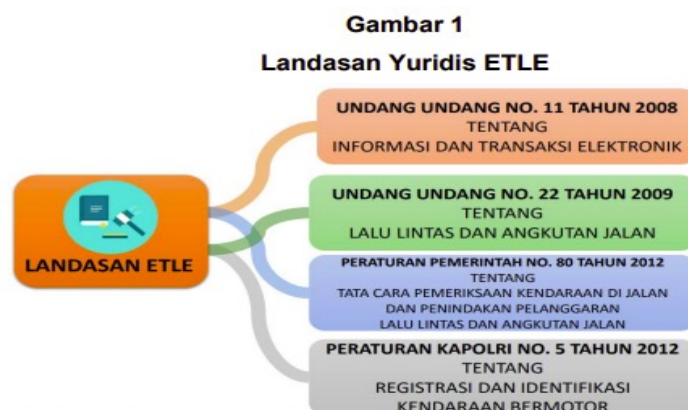 Gambar 1
Landasan Yuridis ETLE
LANDASAN ETLE
UNDANG UNDANG NO. 11 TAHUN 2008
TENTANG
INFORMASI DAN TRANSAKSI ELEKTRONIK
UNDANG UNDANG NO. 22 TAHUN 2009
TENTANG
LALU LINTAS DAN ANGKUTAN JALAN
PERATURAN PEMERINTAH NO. 80 TAHUN 2012
TENTANG
TATA CARA PEMERIKSAAN KENDARAAN DI JALAN
DAN PENINDAKAN PELANGGARAN
LALU LINTAS DAN ANGKUTAN JALAN
PERATURAN KAPOLRI NO. 5 TAHUN 2012
TENTANG
REGISTRASI DAN IDENTIFIKASI
KENDARAAN BERMOTOR